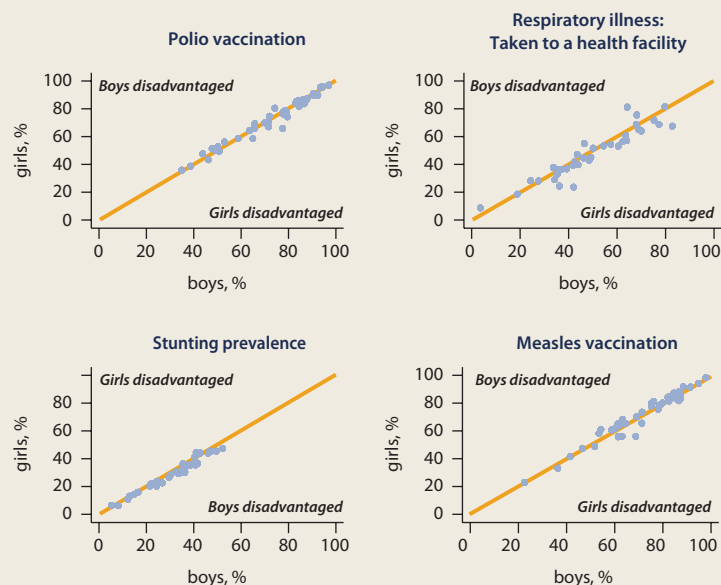 Polio vaccination
100
80
60
40
20
0
girls, %
Boys disadvantaged
Girls disadvantaged
0 20 40 60 80 100
boys, %
Respiratory illness:
Taken to a health facility
100
80
60
40
20
0
girls, %
Boys disadvantaged
Girls disadvantaged
0 20 40 60 80 100
boys, %
Stunting prevalence
80
60
40
20
0
girls, %
Girls disadvantaged
Boys disadvantaged
0 20 40 60 80 100
boys, %
Measles vaccination
100
80
60
40
20
0
girls, %
Boys disadvantaged
Girls disadvantaged
0 20 40 60 80 100
boys, %